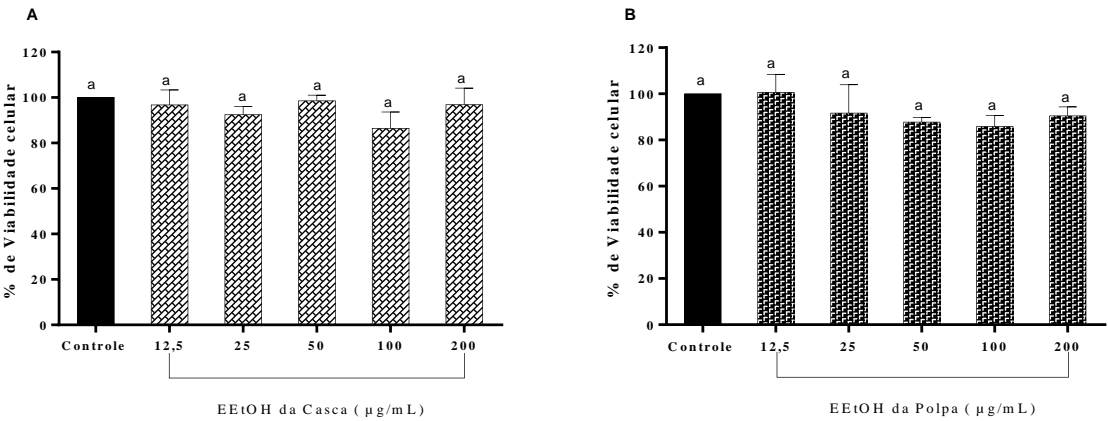 A
% de Viabilidade celular
120
100
80
60
40
20
0
a
a
a
a
a
a
Controle 12,5 25 50 100 200
EEtOH da Casca ( µg/mL)
B
% de Viabilidade celular
120
100
80
60
40
20
0
a
a
a
a
a
a
Controle 12,5 25 50 100 200
EEtOH da Polpa (µg/mL)